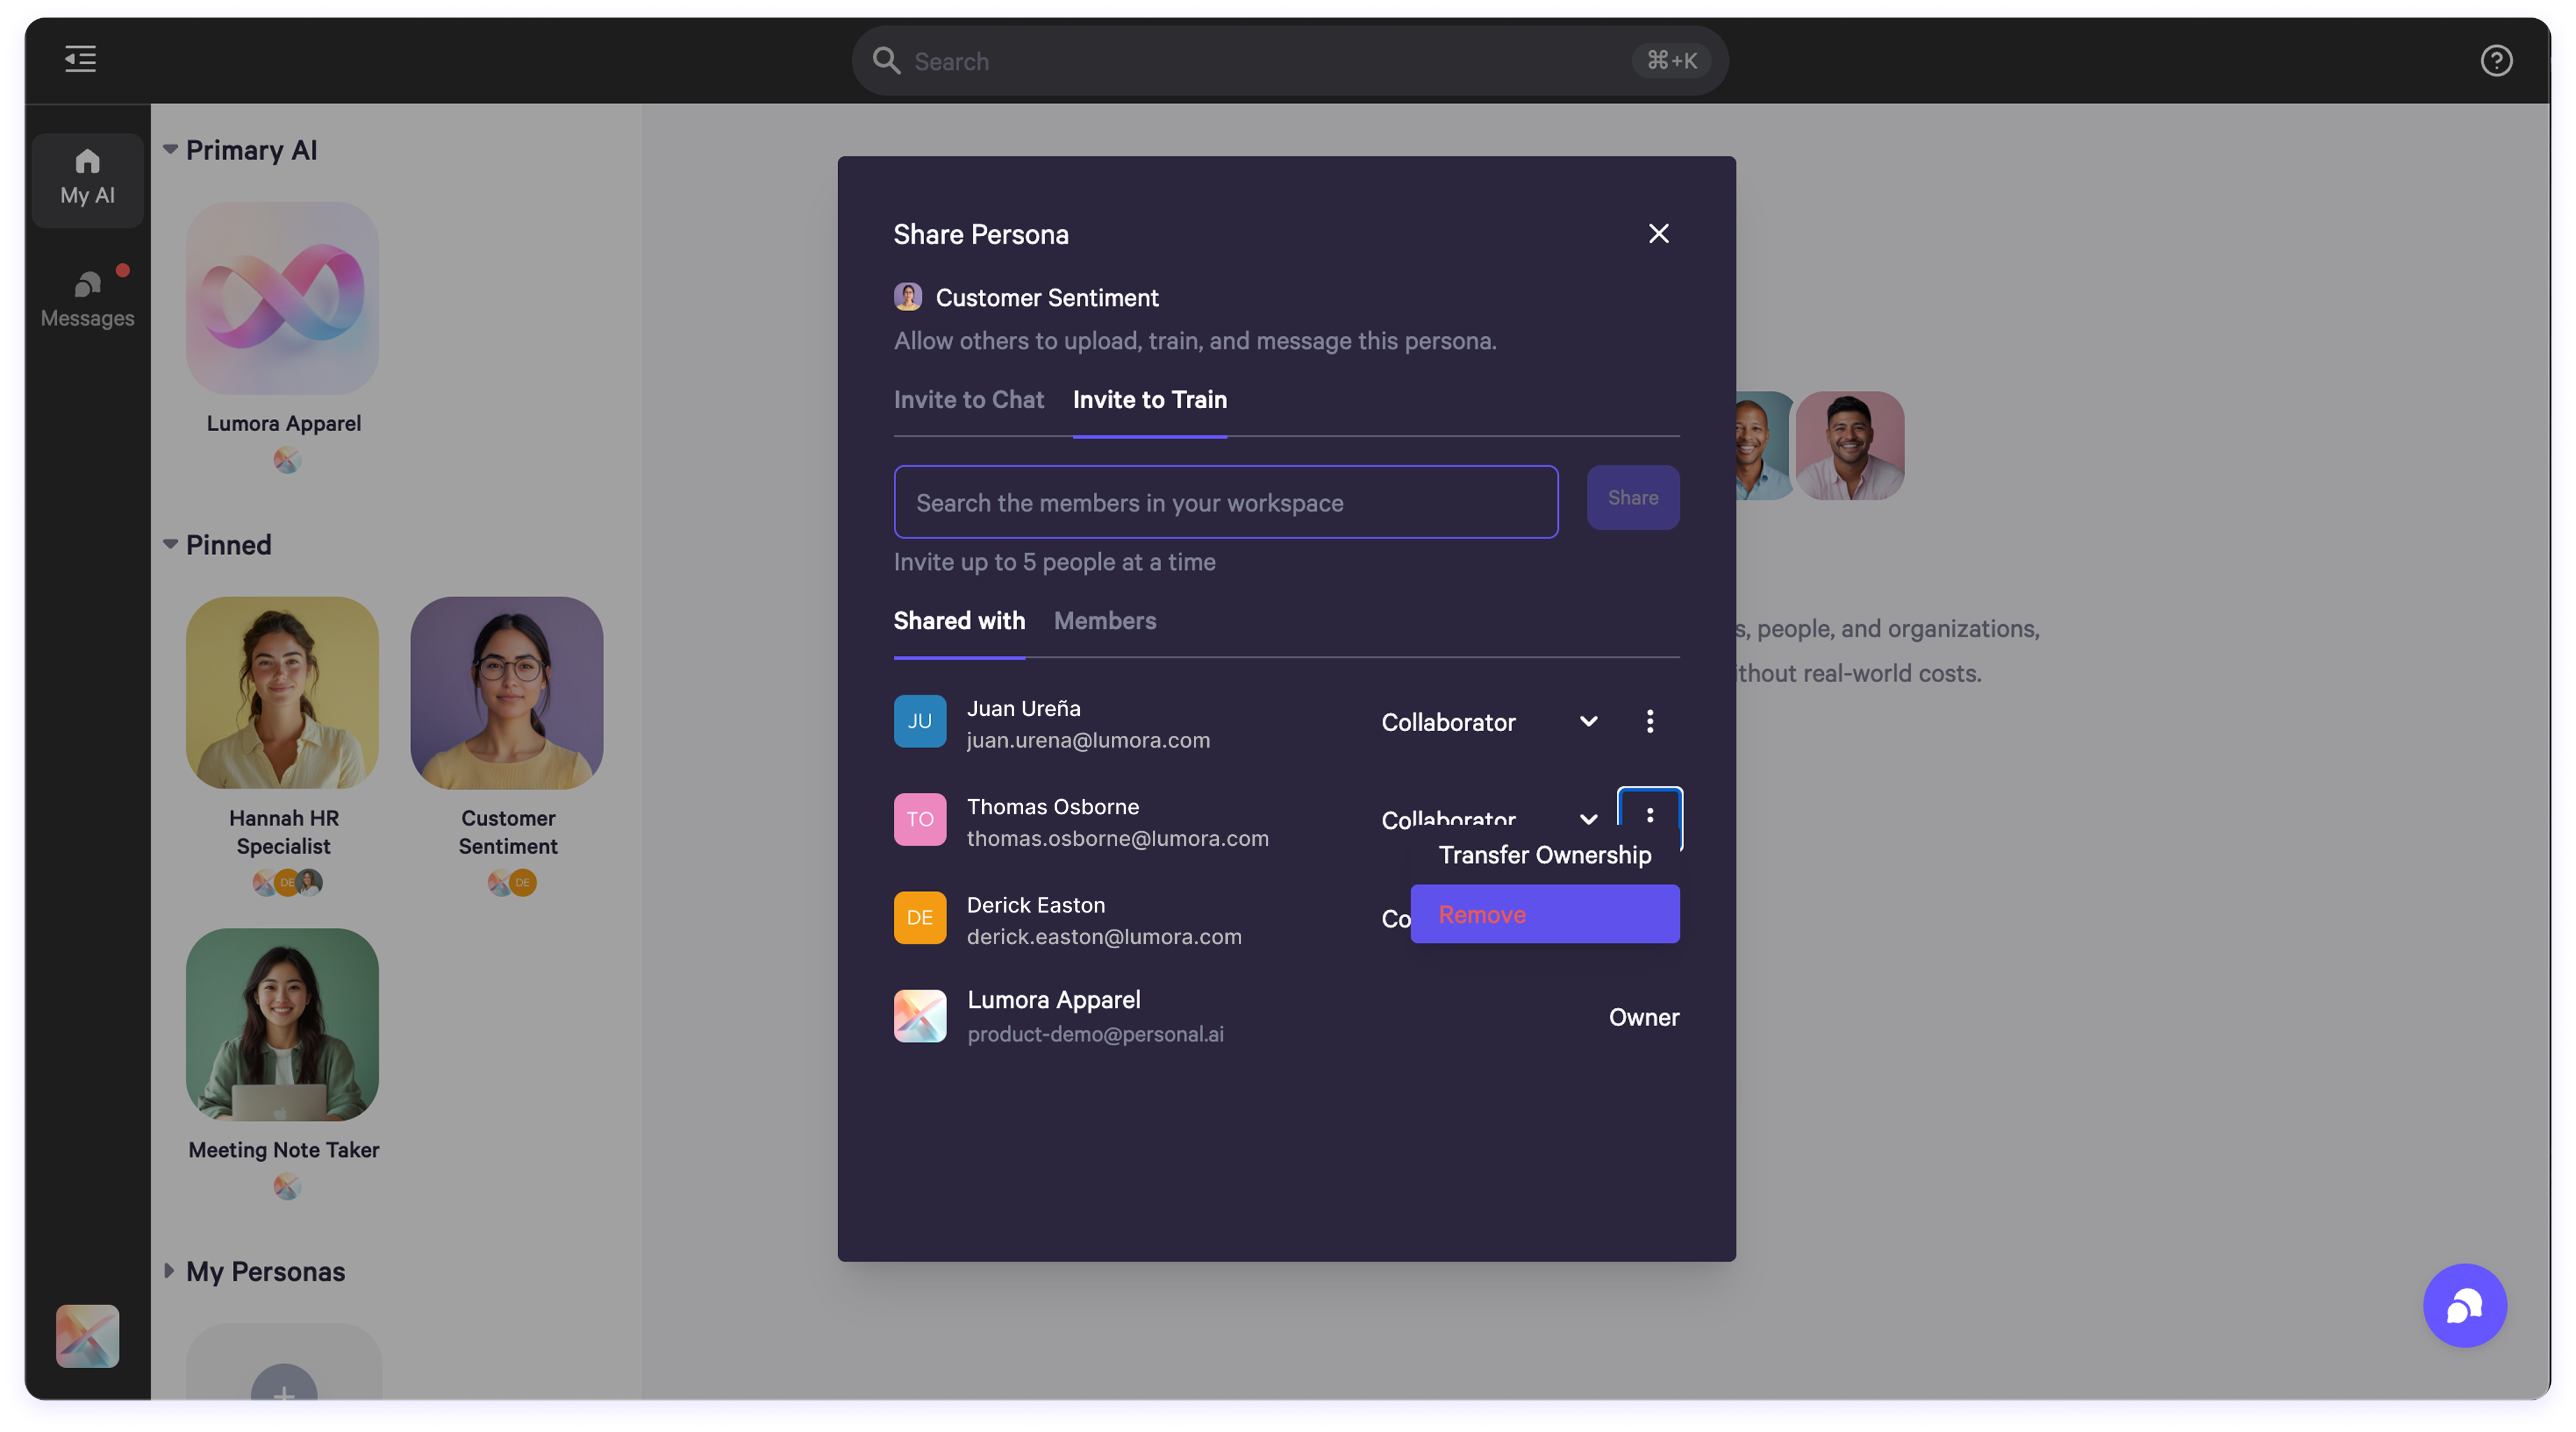 Search
⌘+K
My AI
Messages
Primary AI
Lumora Apparel
Pinned
Hannah HR
Specialist
DE
Customer
Sentiment
DE
Meeting Note Taker
My Personas
Share Persona
Customer Sentiment
Allow others to upload, train, and message this persona.
Invite to Chat
Invite to Train
Search the members in your workspace
Share
Invite up to 5 people at a time
Shared with
Members
JU
Juan Ureña
juan.urena@lumora.com
Collaborator
TO
Thomas Osborne
thomas.osborne@lumora.com
Collaborator
Transfer Ownership
Remove
DE
Derick Easton
derick.easton@lumora.com
Co
Lumora Apparel
product-demo@personal.ai
Owner
s, people, and organizations,
thout real-world costs.